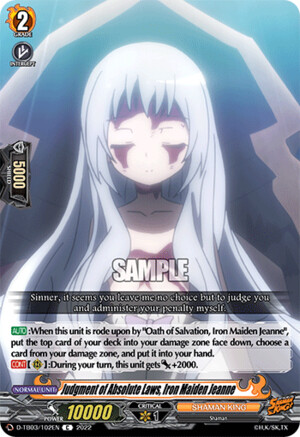 2
GRADE
INTERCEPT
5000
SHIELD
SAMPLE
Sinner, it seems you leave me no choice but to judge you
and administer your penalty myself.
AUTO:When this unit is rode upon by "Oath of Salvation, Iron Maiden Jeanne",
put the top card of your deck into your damage zone face down, choose a
card from your damage zone, and put it into your hand.
CONT 1:During your turn, this unit gets +2000.
NORMAL UNIT
Judgment of Absolute Laws, Iron Maiden Jeanne
POWER 10000
CRITICAL 1
SHAMAN KING
Shaman
D-TB03/102EN C 2022
©H.K/SK,TX